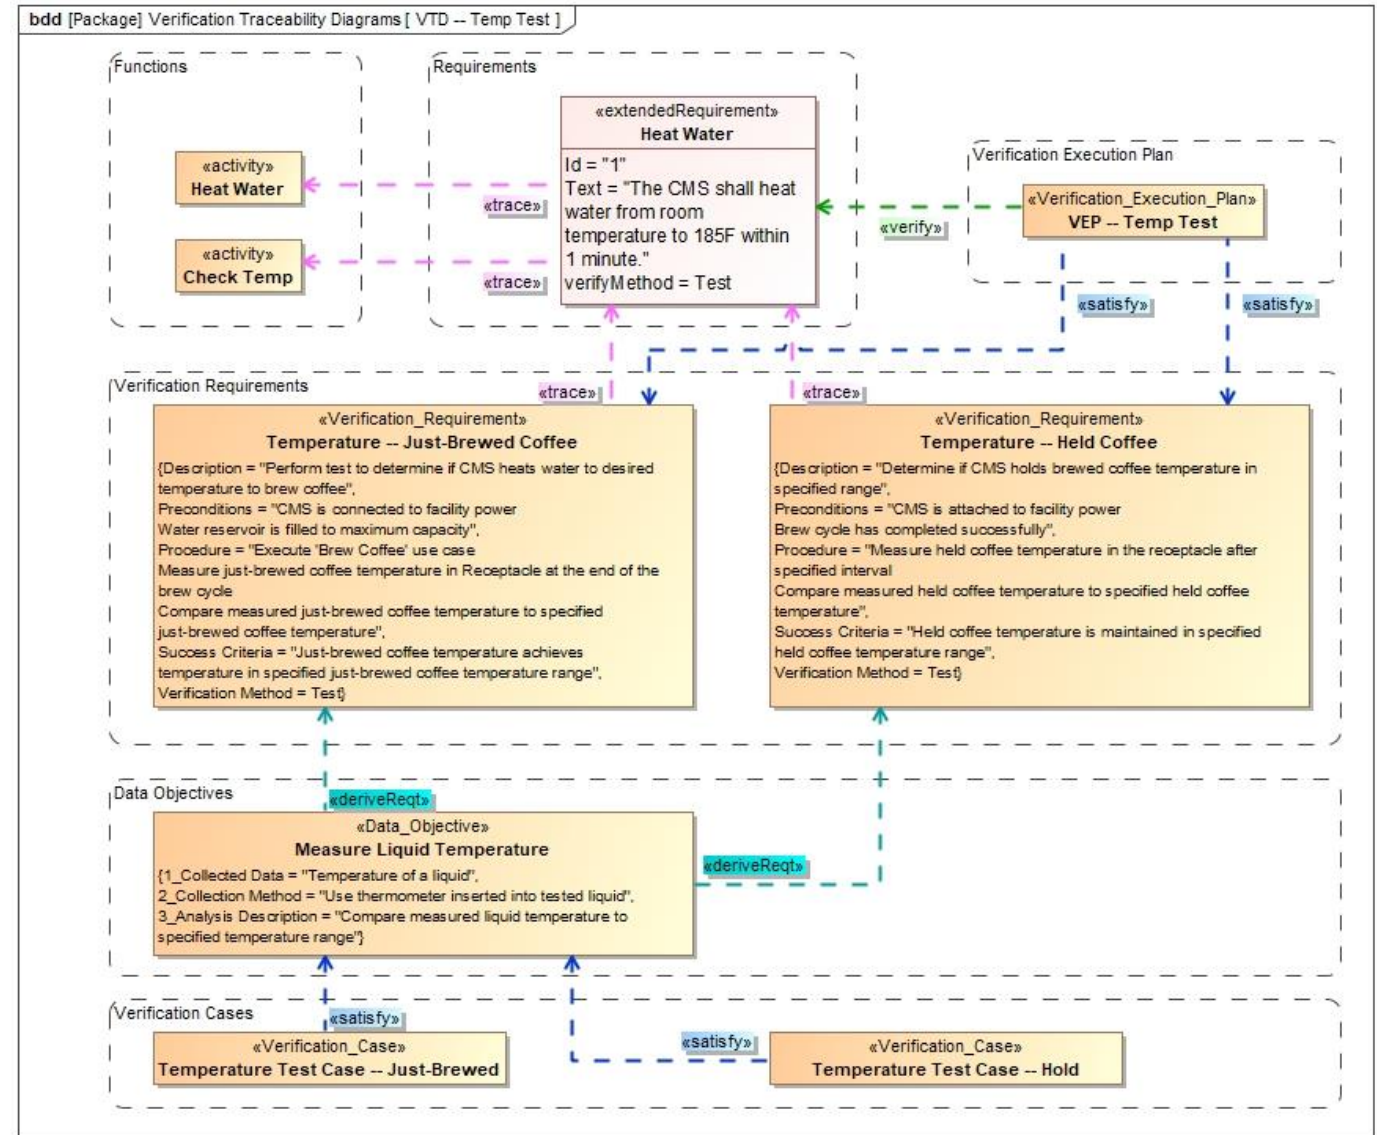 bdd [Package] Verification Traceability Diagrams [ VTD -- Temp Test ]
Functions
Requirements
«extendedRequirement»
Heat Water
Id = "1"
Text = "The CMS shall heat
water from room
temperature to 185F within
1 minute."
verifyMethod = Test
«activity»
Heat Water
«trace»
«activity»
Check Temp
«trace»
Verification Execution Plan
«Verification_Execution_Plan»
VEP -- Temp Test
«verify»
«satisfy»
«satisfy»
Verification Requirements
«trace»
«trace»
«Verification_Requirement»
Temperature -- Just-Brewed Coffee
{Description = "Perform test to determine if CMS heats water to desired
temperature to brew coffee",
Preconditions = "CMS is connected to facility power
Water reservoir is filled to maximum capacity",
Procedure = "Execute 'Brew Coffee' use case
Measure just-brewed coffee temperature in Receptacle at the end of the
brew cycle
Compare measured just-brewed coffee temperature to specified
just-brewed coffee temperature",
Success Criteria = "Just-brewed coffee temperature achieves
temperature in specified just-brewed coffee temperature range",
Verification Method = Test}
«Verification_Requirement»
Temperature -- Held Coffee
{Description = "Determine if CMS holds brewed coffee temperature in
specified range",
Preconditions = "CMS is attached to facility power
Brew cycle has completed successfully",
Procedure = "Measure held coffee temperature in the receptacle after
specified interval
Compare measured held coffee temperature to specified held coffee
temperature",
Success Criteria = "Held coffee temperature is maintained in specified
held coffee temperature range",
Verification Method = Test}
Data Objectives
«deriveReqt»
«Data_Objective»
Measure Liquid Temperature
{1_Collected Data = "Temperature of a liquid",
2_Collection Method = "Use thermometer inserted into tested liquid",
3_Analysis Description = "Compare measured liquid temperature to
specified temperature range"}
«deriveReqt»
Verification Cases
«satisfy»
«Verification_Case»
Temperature Test Case -- Just-Brewed
«satisfy»
«Verification_Case»
Temperature Test Case -- Hold